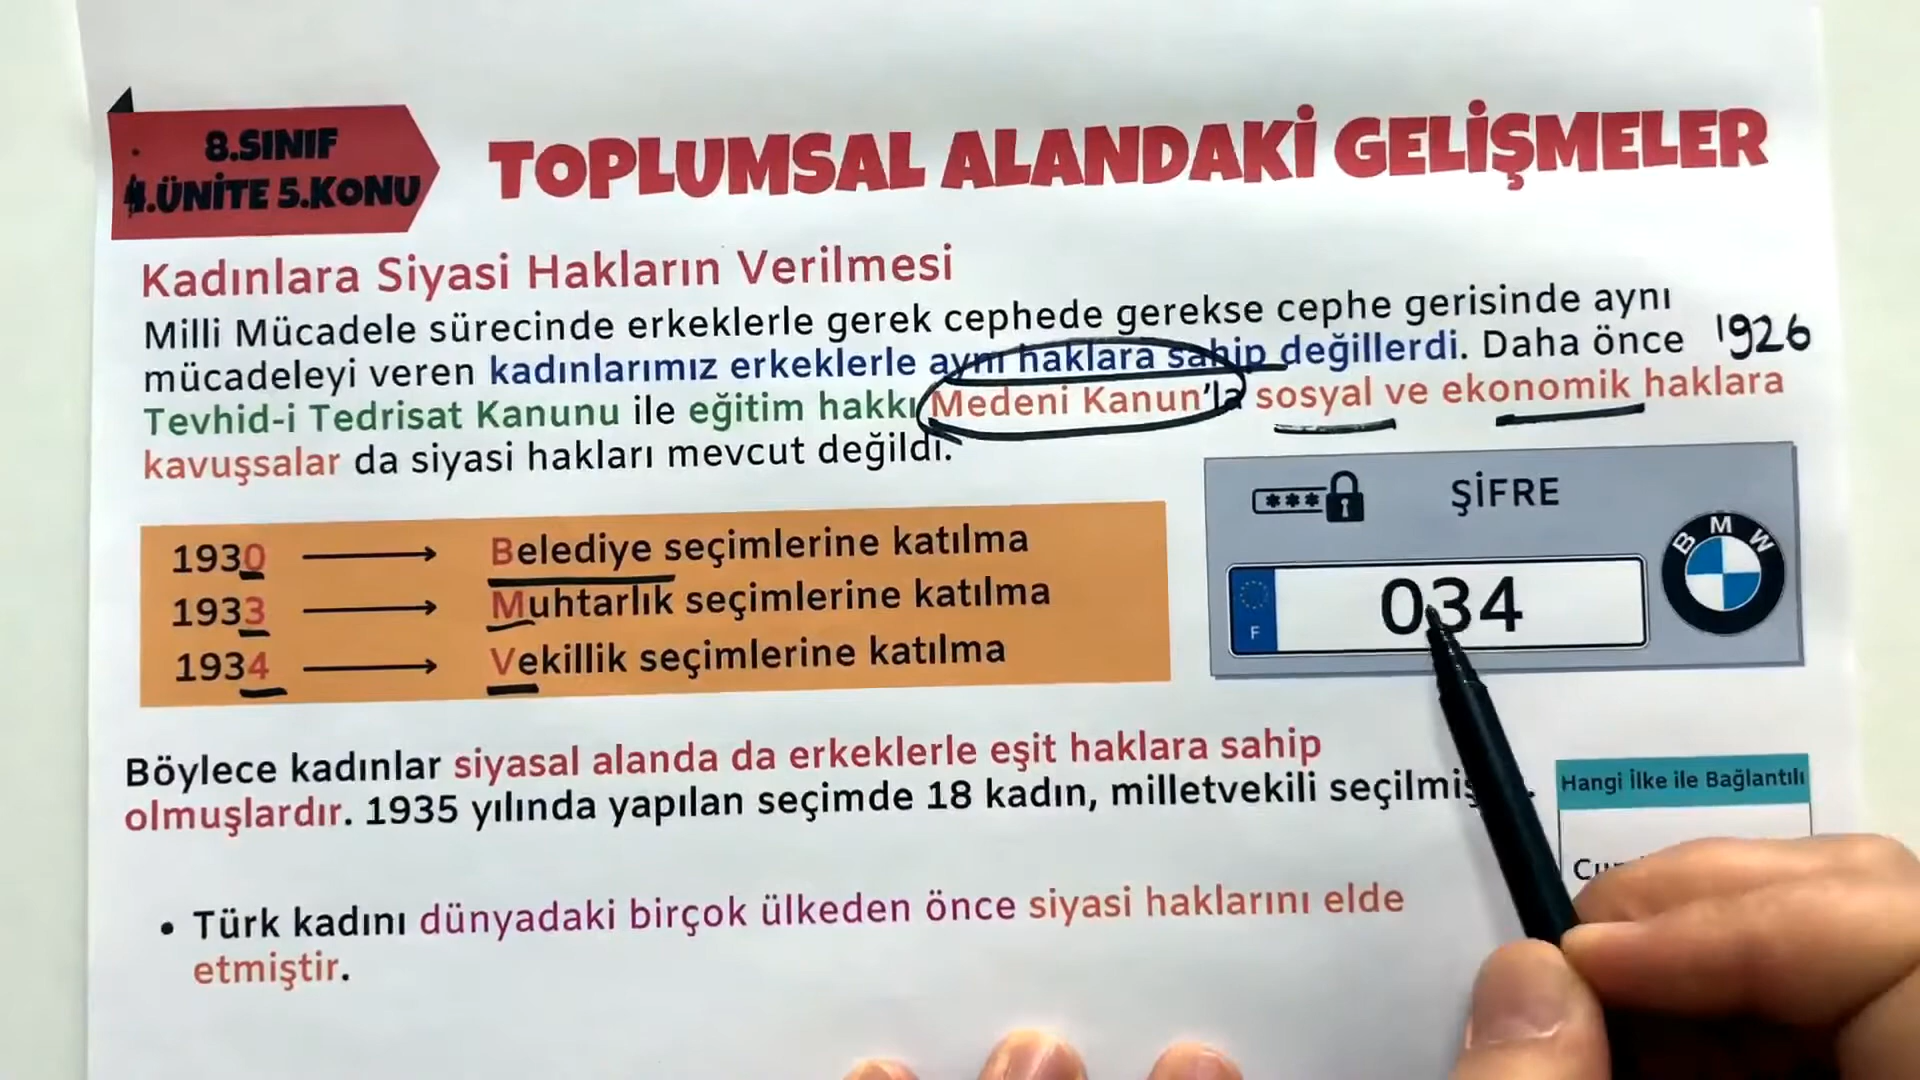 8.SINIF
4.ÜNİTE 5.KONU
TOPLUMSAL ALANDAKİ GELİŞMELER
Kadınlara Siyasi Hakların Verilmesi
Milli Mücadele sürecinde erkeklerle gerek cephede gerekse cephe gerisinde aynı
mücadeleyi veren kadınlarımız erkeklerle aynı haklara sahip değillerdi. Daha önce
1926
Tevhid-i Tedrisat Kanunu ile eğitim hakkı Medeni Kanun'la sosyal ve ekonomik haklara
kavuşsalar da siyasi hakları mevcut değildi.
1930 → Belediye seçimlerine katılma
1933 → Muhtarlık seçimlerine katılma
1934 → Vekillik seçimlerine katılma
*** ŞİFRE
F 034
BMW
Böylece kadınlar siyasal alanda da erkeklerle eşit haklara sahip
olmuşlardır. 1935 yılında yapılan seçimde 18 kadın, milletvekili
Hangi İlke ile Bağlantılı
• Türk kadını dünyadaki birçok ülkeden önce siyasi haklarını elde
etmiştir.